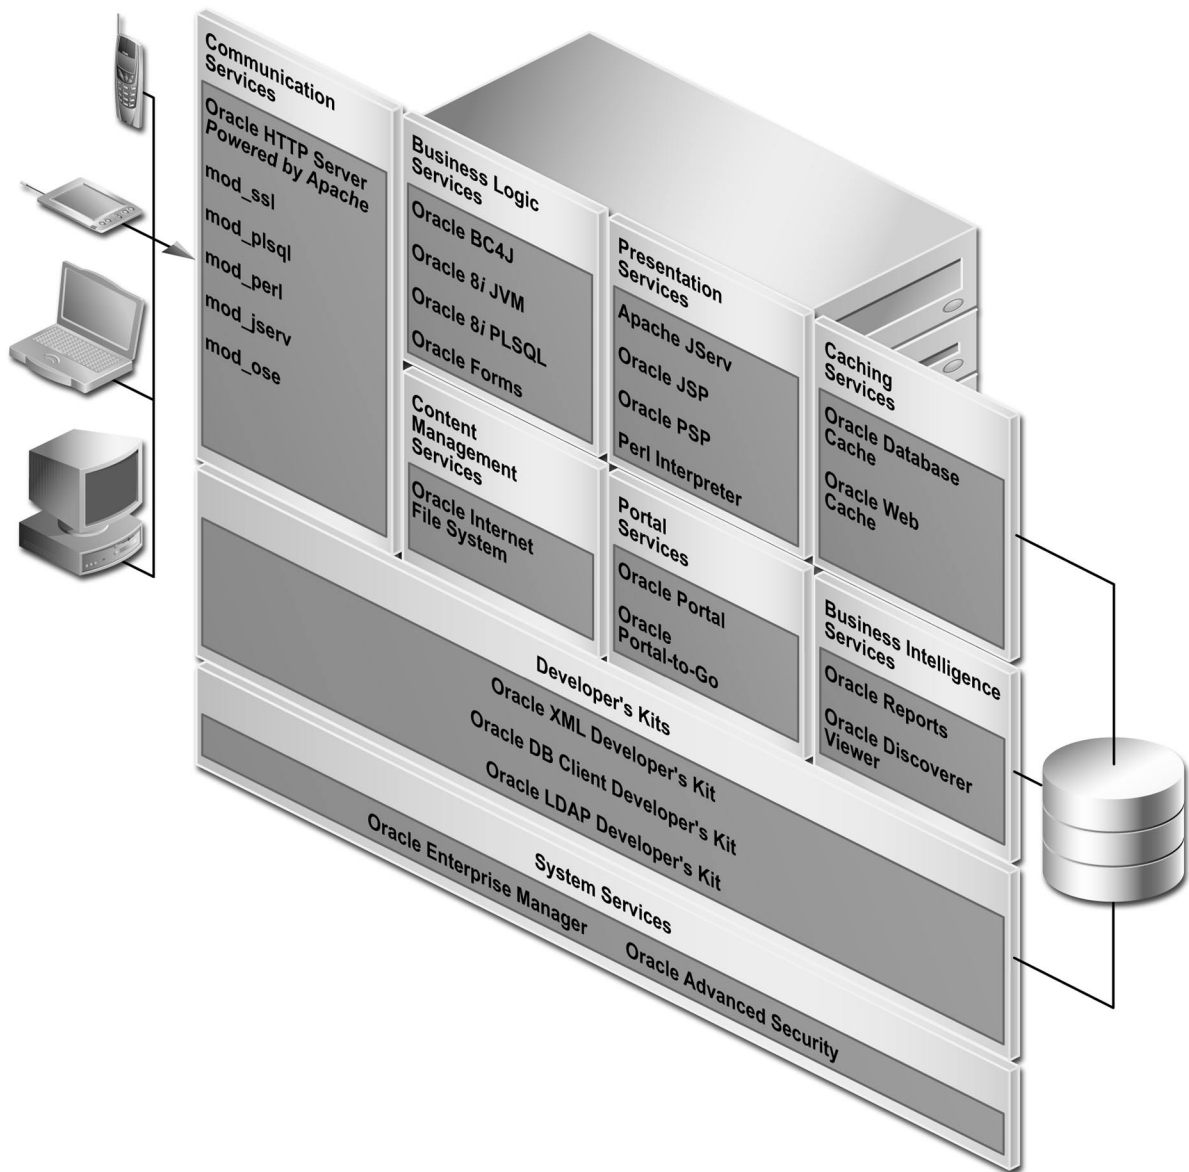 Communication
Services
Oracle HTTP Server
Powered by Apache
mod_ssl
mod_plsql
mod_perl
mod_jserv
mod_ose
Business Logic
Services
Oracle BC4J
Oracle 8i JVM
Oracle 8i PLSQL
Oracle Forms
Presentation
Services
Apache JServ
Oracle JSP
Oracle PSP
Perl Interpreter
Caching
Services
Oracle Database
Cache
Oracle Web
Cache
Content
Management
Services
Oracle Internet
File System
Portal
Services
Oracle Portal
Oracle
Portal-to-Go
Business Intelligence
Services
Oracle Reports
Oracle Discoverer
Viewer
Developer's Kits
Oracle XML Developer's Kit
Oracle DB Client Developer's Kit
Oracle LDAP Developer's Kit
System Services
Oracle Enterprise Manager
Oracle Advanced Security